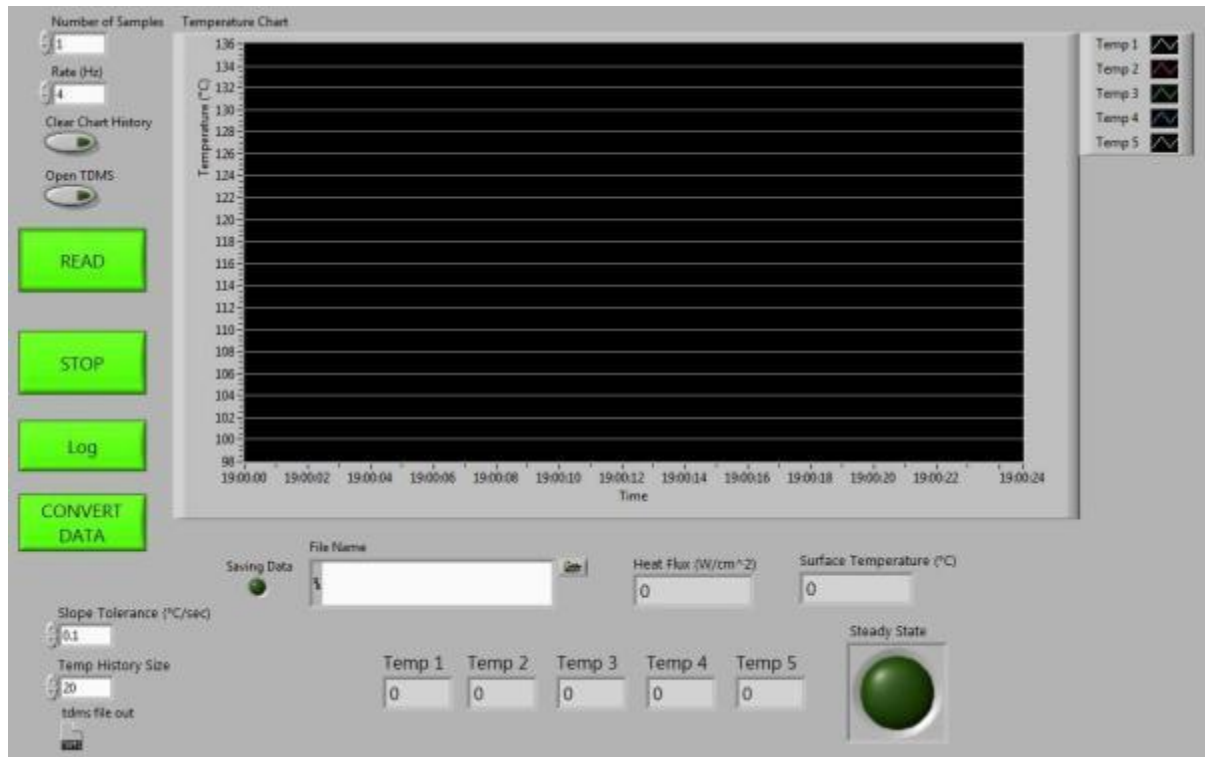 Number of Samples
1
Rate (Hz)
4
Clear Chart History
Open TDMS
READ
STOP
Log
CONVERT
DATA
Temperature Chart
Temperature (°C)
136
134
132
130
128
126
124
122
120
118
116
114
112
110
108
106
104
102
100
98
19:00:00 19:00:02 19:00:04 19:00:06 19:00:08 19:00:10 19:00:12 19:00:14 19:00:16 19:00:18 19:00:20 19:00:22 19:00:24
Time
Temp 1
Temp 2
Temp 3
Temp 4
Temp 5
Saving Data
File Name
Heat Flux (W/cm^2)
0
Surface Temperature (°C)
0
Slope Tolerance (°C/sec)
0.1
Temp History Size
20
tdms file out
Temp 1 Temp 2 Temp 3 Temp 4 Temp 5
0 0 0 0 0
Steady State